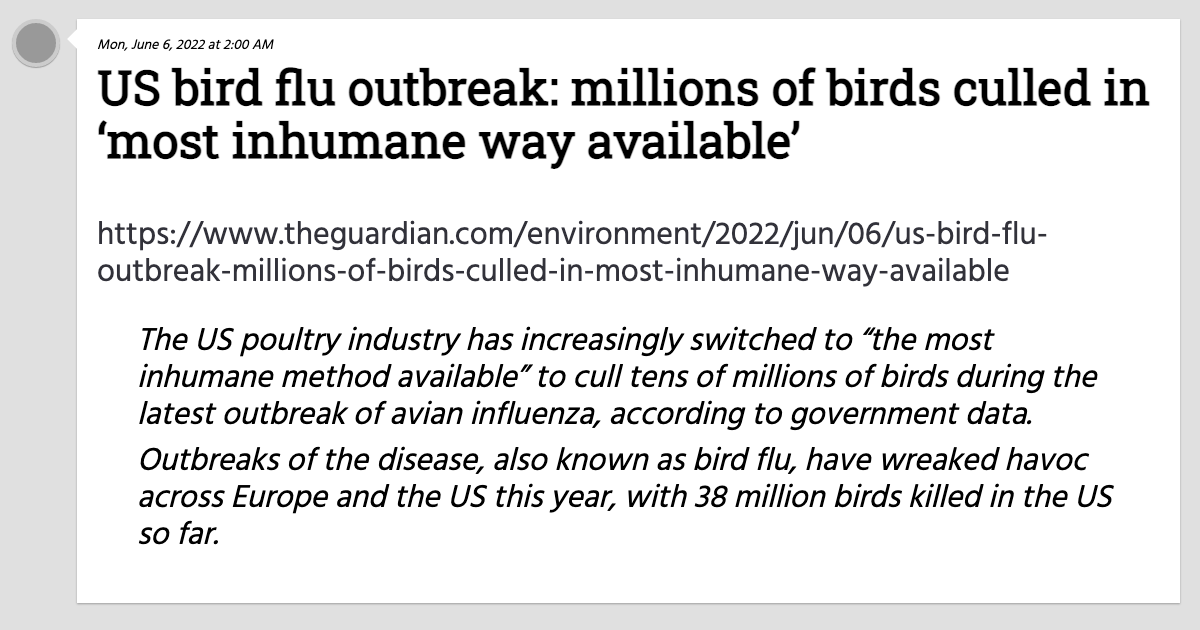 Mon, June 6, 2022 at 2:00 AM
US bird flu outbreak: millions of birds culled in
‘most inhumane way available’
https://www.theguardian.com/environment/2022/jun/06/us-bird-flu-
outbreak-millions-of-birds-culled-in-most-inhumane-way-available
The US poultry industry has increasingly switched to “the most
inhumane method available” to cull tens of millions of birds during the
latest outbreak of avian influenza, according to government data.
Outbreaks of the disease, also known as bird flu, have wreaked havoc
across Europe and the US this year, with 38 million birds killed in the US
so far.